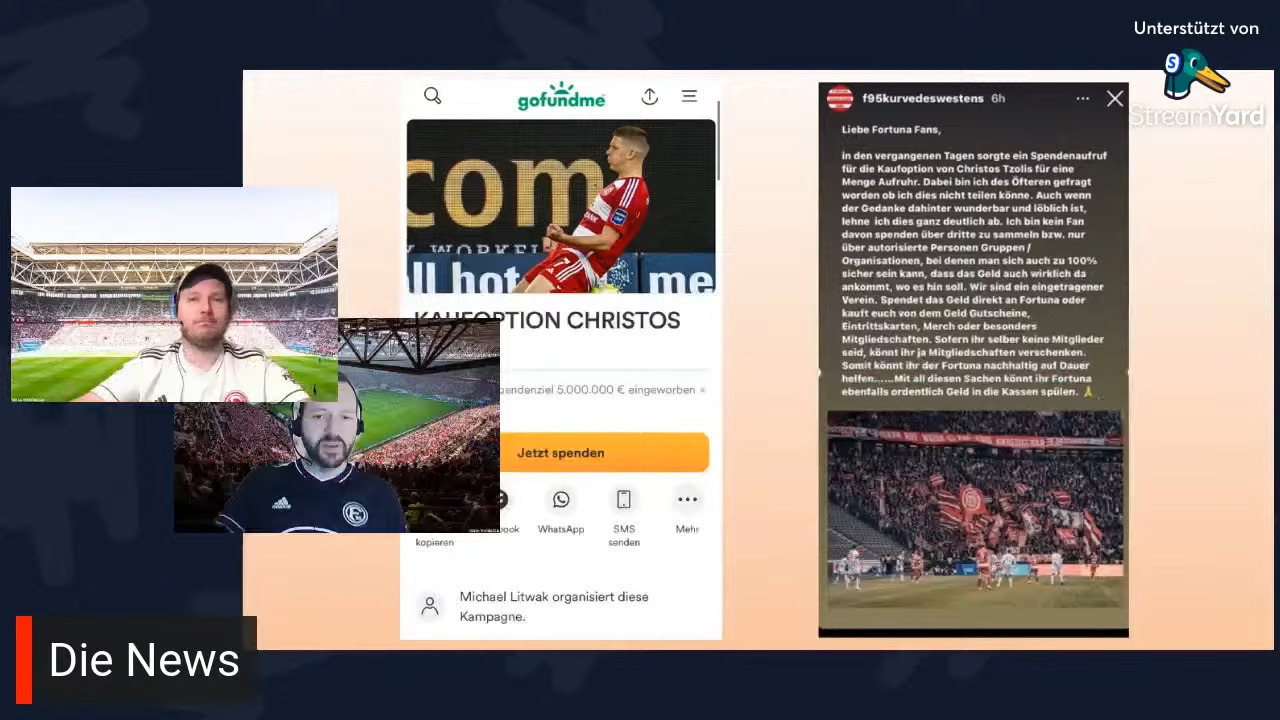 Unterstützt von
StreamYard
gofundme
com
Y WORKEL
ll hot
me
KAUFOPTION CHRISTOS
pendenziel 5.000.000 € eingeworben
Jetzt spenden
ook
kopieren
WhatsApp
SMS
senden
Mehr
Michael Litwak organisiert diese
Kampagne.
f95kurvedeswestens 6h
Liebe Fortuna Fans,
in den vergangenen Tagen sorgte ein Spendenaufruf
für die Kaufoption von Christos Tzolis für eine
Menge Aufruhr. Dabei bin ich des Öfteren gefragt
worden ob ich dies nicht teilen könne. Auch wenn
der Gedanke dahinter wunderbar und löblich ist,
lehne ich dies ganz deutlich ab. Ich bin kein Fan
davon spenden über dritte zu sammeln bzw. nur
über autorisierte Personen Gruppen /
Organisationen, bei denen man sich auch zu 100%
sicher sein kann, dass das Geld auch wirklich da
ankommt, wo es hin soll. Wir sind ein eingetragener
Verein. Spendet das Geld direkt an Fortuna oder
kauft euch von dem Geld Gutscheine,
Eintrittskarten, Merch oder besonders
Mitgliedschaften. Sofern ihr selber keine Mitglieder
seid, könnt ihr ja Mitgliedschaften verschenken.
Somit könnt ihr der Fortuna nachhaltig auf Dauer
helfen......Mit all diesen Sachen könnt ihr Fortuna
ebenfalls ordentlich Geld in die Kassen spülen. 🙏
Die News